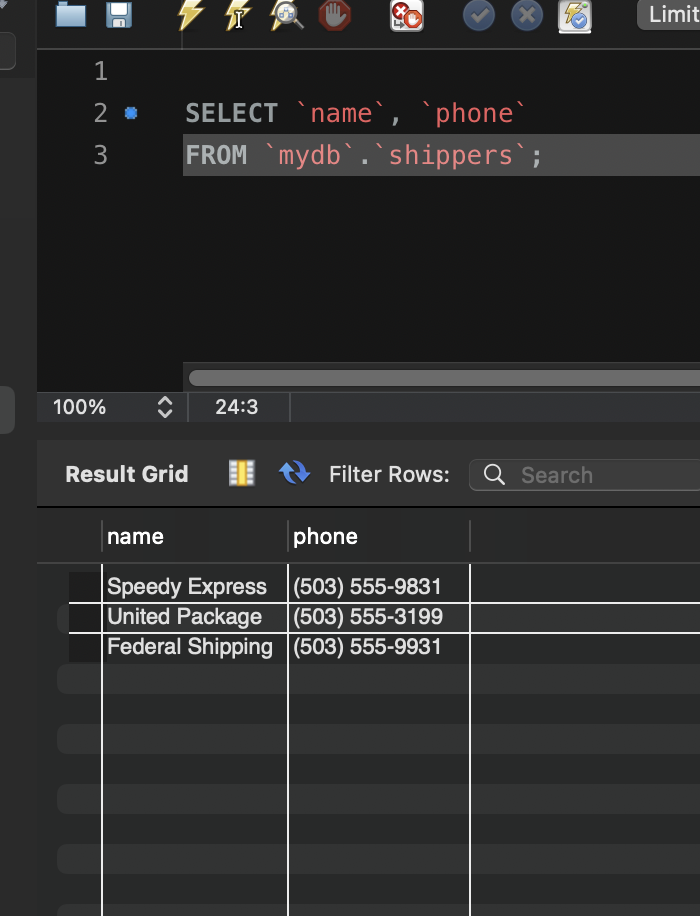 Limit
1
2 SELECT `name`, `phone`
3 FROM `mydb`.`shippers`;
100% 24:3
Result Grid Filter Rows: Search
name phone
Speedy Express (503) 555-9831
United Package (503) 555-3199
Federal Shipping (503) 555-9931